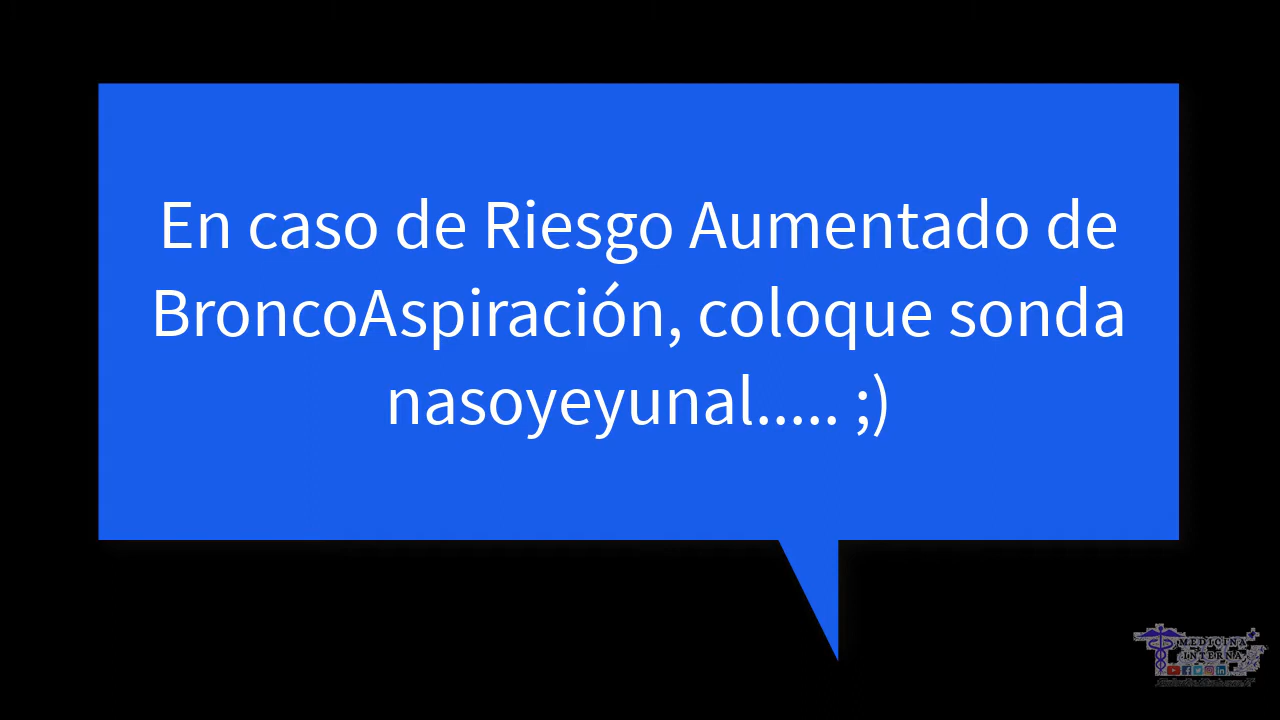 En caso de Riesgo Aumentado de
BroncoAspiración, coloque sonda
nasoyeyunal..... ;)
MEDICINA
INTERNA